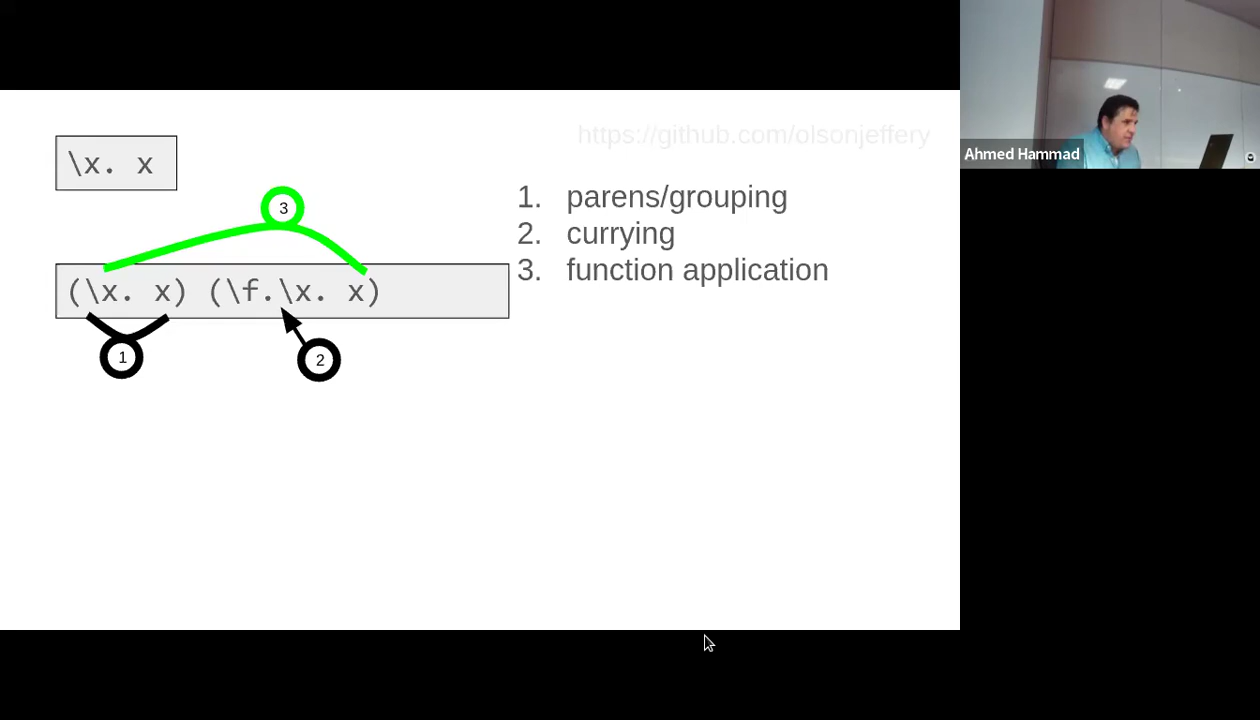 https://github.com/olsonjeffery
\x. x
1. parens/grouping
3
2. currying
3. function application
(\x. x) (\f.\x. x)
1
2
Ahmed Hammad